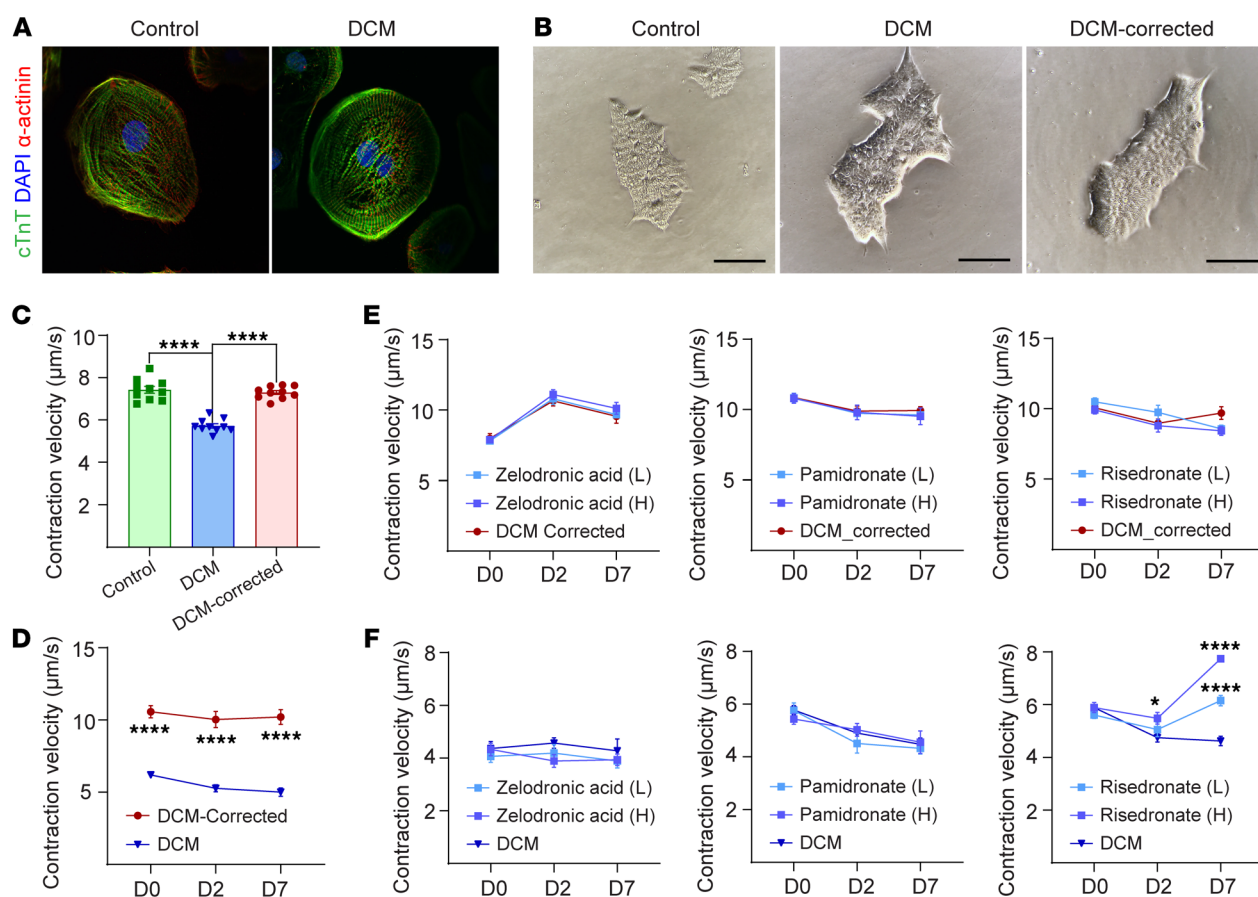 A
Control
DCM
cTnT DAPI α-actinin
B
Control
DCM
DCM-corrected
C
Contraction velocity (μm/s)
10
8
6
4
2
****
****
Control
DCM
DCM-corrected
E
Contraction velocity (μm/s)
15
10
5
Zelodronic acid (L)
Zelodronic acid (H)
DCM Corrected
D0
D2
D7
Contraction velocity (μm/s)
15
10
5
Pamidronate (L)
Pamidronate (H)
DCM_corrected
D0
D2
D7
Contraction velocity (μm/s)
15
10
5
Risedronate (L)
Risedronate (H)
DCM_corrected
D0
D2
D7
D
Contraction velocity (μm/s)
15
10
5
****
****
****
DCM-Corrected
DCM
D0
D2
D7
F
Contraction velocity (μm/s)
8
6
4
2
Zelodronic acid (L)
Zelodronic acid (H)
DCM
D0
D2
D7
Contraction velocity (μm/s)
8
6
4
2
Pamidronate (L)
Pamidronate (H)
DCM
D0
D2
D7
Contraction velocity (μm/s)
8
6
4
2
*
****
****
Risedronate (L)
Risedronate (H)
DCM
D0
D2
D7